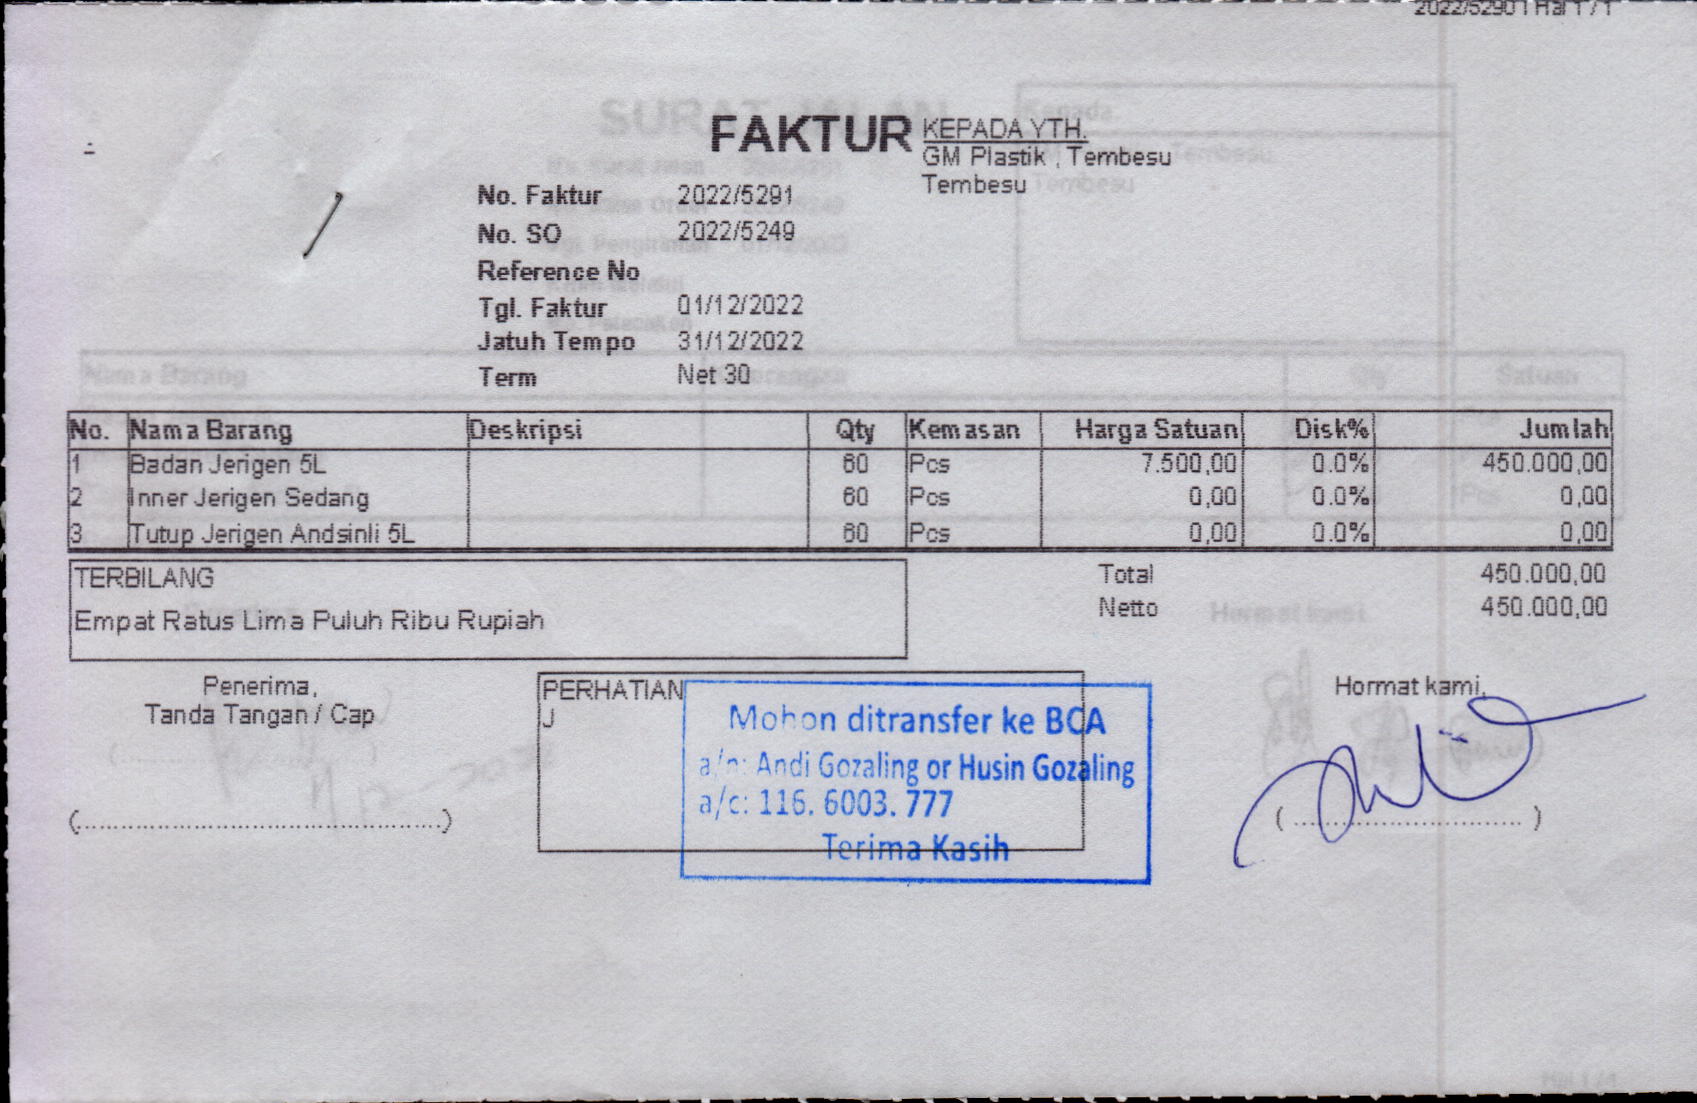 FAKTUR
KEPADA YTH.
GM Plastik , Tembesu
Tembesu
No. Faktur 2022/5291
No. SO 2022/5249
Reference No
Tgl. Faktur 01/12/2022
Jatuh Tempo 31/12/2022
Term Net 30
No. Nama Barang Deskripsi Qty Kemasan Harga Satuan Disk% Jumlah
1 Badan Jerigen 5L 60 Pcs 7.500,00 0.0% 450.000,00
2 Inner Jerigen Sedang 60 Pcs 0,00 0.0% 0,00
3 Tutup Jerigen Andsinli 5L 60 Pcs 0,00 0.0% 0,00
TERBILANG
Empat Ratus Lima Puluh Ribu Rupiah
Total 450.000,00
Netto 450.000,00
Penerima,
Tanda Tangan / Cap
PERHATIAN
J
Mohon ditransfer ke BCA
a/n: Andi Gozaling or Husin Gozaling
a/c: 116. 6003. 777
Terima Kasih
Hormat kami,